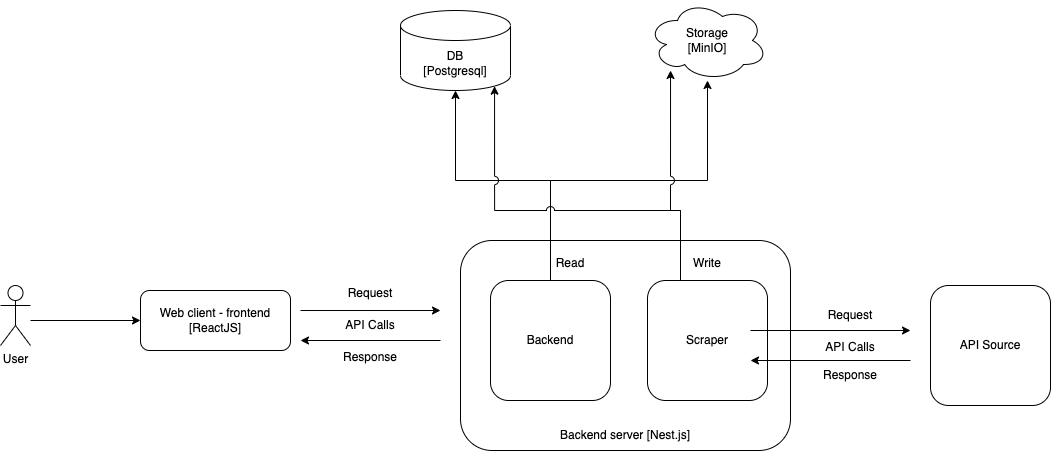 DB
[Postgresql]
Storage
[MinIO]
Read
Write
User
Web client - frontend
[ReactJS]
Request
API Calls
Response
Backend
Scraper
Request
API Calls
Response
API Source
Backend server [Nest.js]